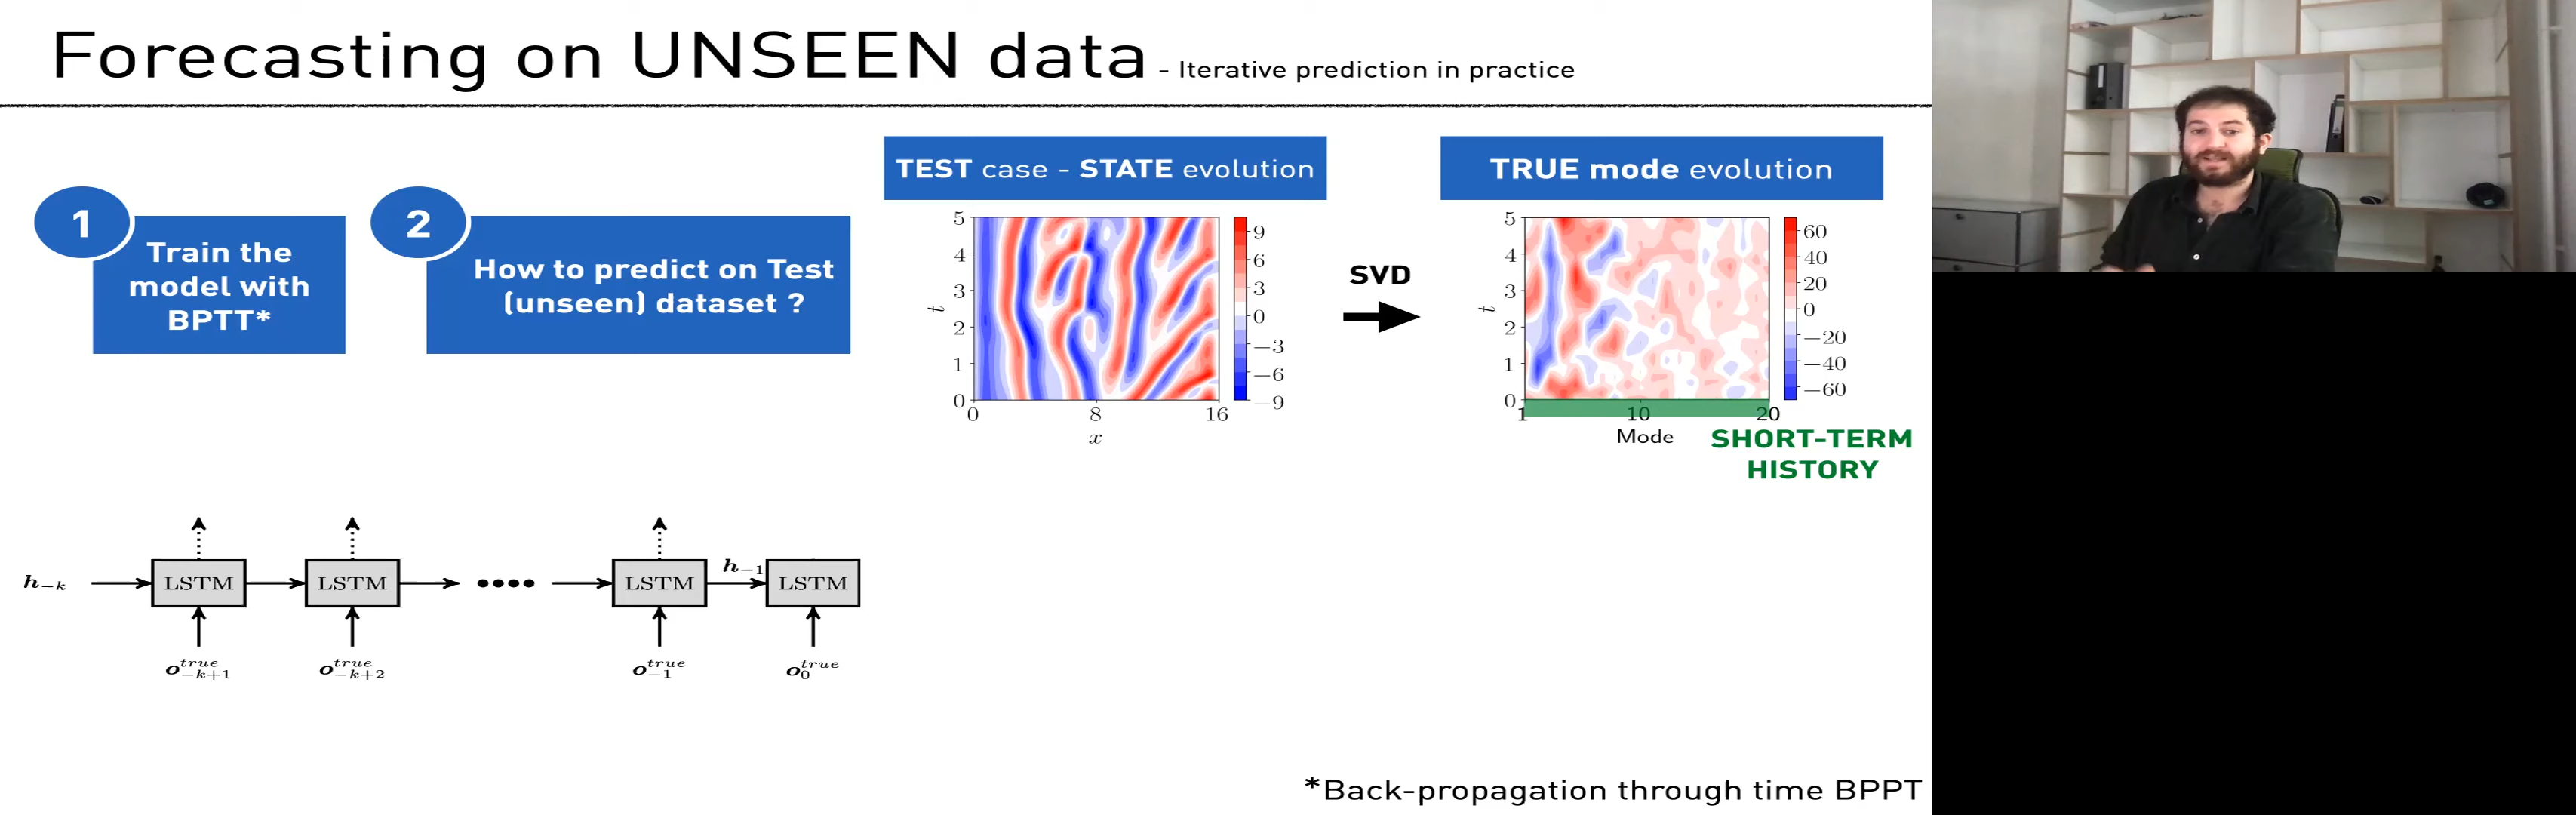 Forecasting on UNSEEN data - Iterative prediction in practice
1
Train the
model with
BPTT*
2
How to predict on Test
(unseen) dataset ?
TEST case - STATE evolution
5
4
3
2
1
0
t
0 8 16
x
9
6
3
0
−3
−6
−9
SVD
TRUE mode evolution
5
4
3
2
1
0
t
1 10 20
Mode
60
40
20
0
−20
−40
−60
SHORT-TERM
HISTORY
h₋ₖ LSTM LSTM LSTM h₋₁ LSTM
o^{true}_{-k+1} o^{true}_{-k+2} o^{true}_{-1} o^{true}_{0}
*Back-propagation through time BPPT